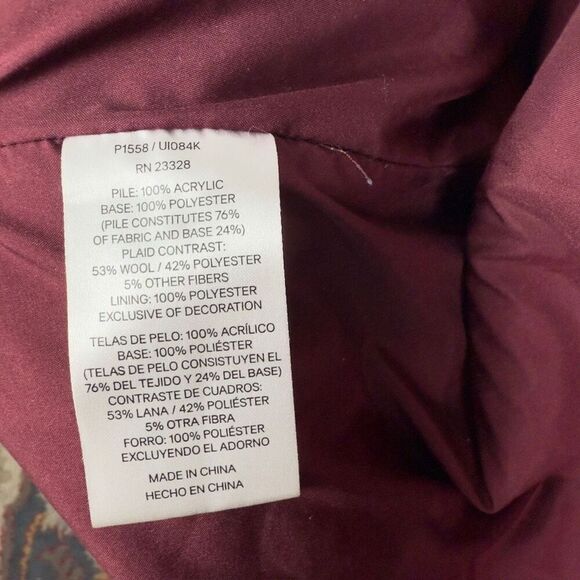 P1558 / UI084K
RN 23328
PILE: 100% ACRYLIC
BASE: 100% POLYESTER
(PILE CONSTITUTES 76%
OF FABRIC AND BASE 24%)
PLAID CONTRAST:
53% WOOL / 42% POLYESTER
5% OTHER FIBERS
LINING: 100% POLYESTER
EXCLUSIVE OF DECORATION
TELAS DE PELO: 100% ACRÍLICO
BASE: 100% POLIÉSTER
(TELAS DE PELO CONSISTUYEN EL
76% DEL TEJIDO Y 24% DEL BASE)
CONTRASTE DE CUADROS:
53% LANA / 42% POLIÉSTER
5% OTRA FIBRA
FORRO: 100% POLIÉSTER
EXCLUYENDO EL ADORNO
MADE IN CHINA
HECHO EN CHINA